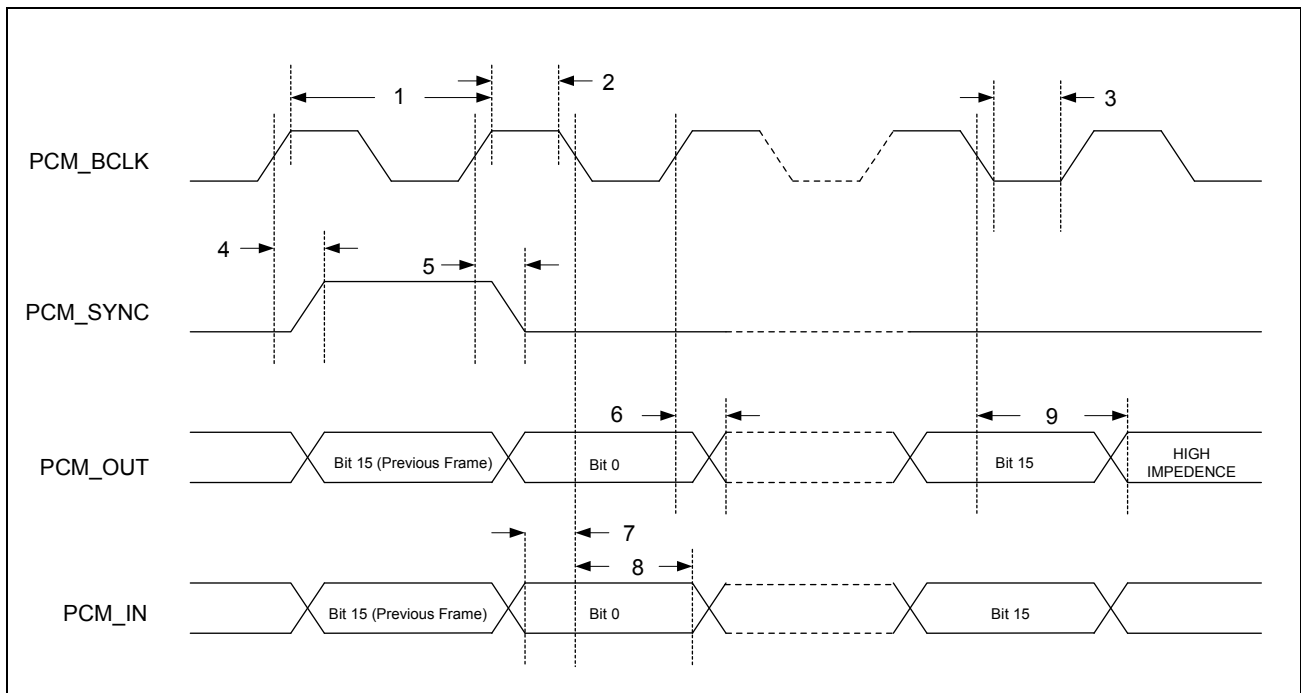 1
2
3
PCM_BCLK
4
5
PCM_SYNC
6
9
PCM_OUT
Bit 15 (Previous Frame)
Bit 0
Bit 15
HIGH
IMPEDENCE
7
8
PCM_IN
Bit 15 (Previous Frame)
Bit 0
Bit 15